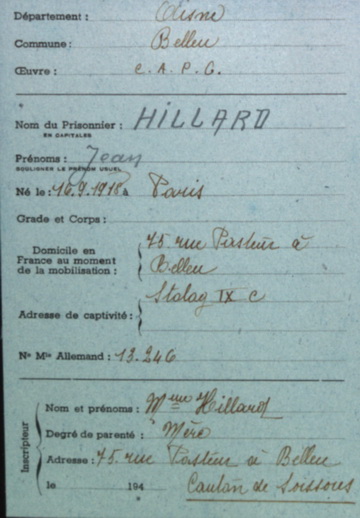 Département : Aisne
Commune : Belleu
Œuvre : C. A. P. G.
Nom du Prisonnier : HILLARD
EN CAPITALES
Prénoms : Jean
SOULIGNER LE PRÉNOM USUEL
Né le : 16.9.1918 à Paris
Grade et Corps :
Domicile en France au moment de la mobilisation : 75 rue Pasteur à
Belleu
Adresse de captivité : Stalag IX C
Nº Mle Allemand : 13.246
Inscripteur
Nom et prénoms : Mme Hillard
Degré de parenté : Mère
Adresse : 75 rue Pasteur à Belleu
le 194 Canton de Soissons